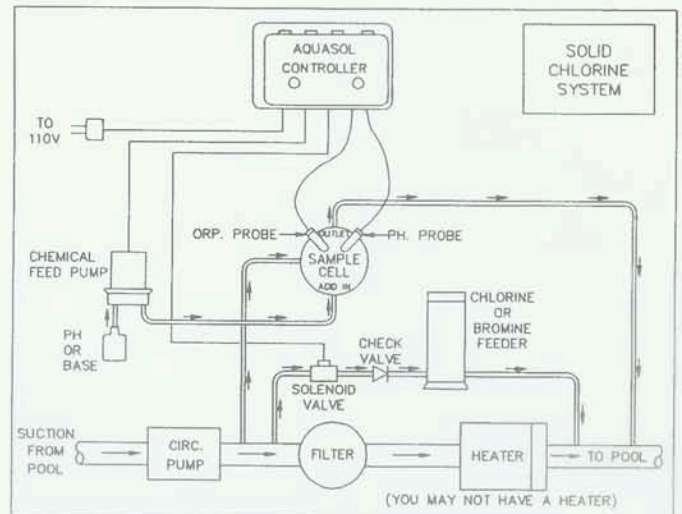 AQUASOL
CONTROLLER
SOLID
CHLORINE
SYSTEM
TO
110V
ORP. PROBE
OUTLET
PH. PROBE
SAMPLE
CELL
ACID IN
CHEMICAL
FEED PUMP
PH
OR
BASE
CHLORINE
OR
BROMINE
FEEDER
CHECK
VALVE
SOLENOID
VALVE
SUCTION
FROM
POOL
CIRC.
PUMP
FILTER
HEATER
TO POOL
(YOU MAY NOT HAVE A HEATER)